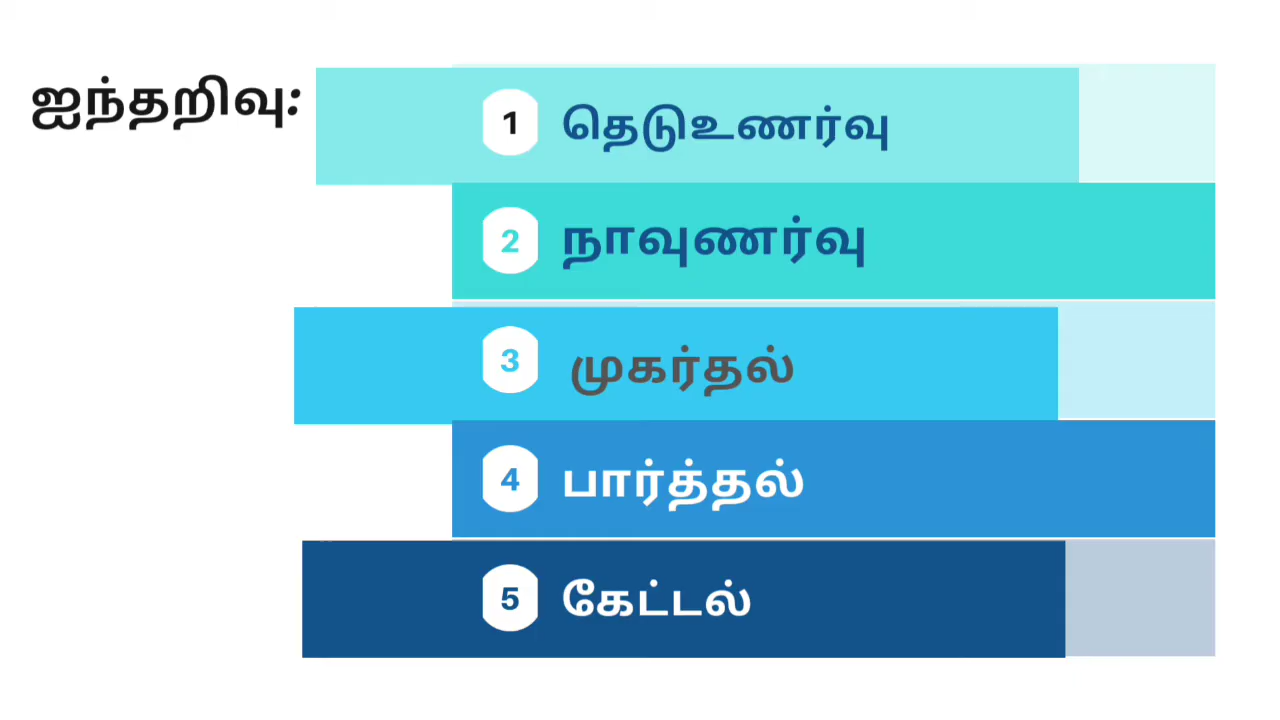 ஐந்தறிவு:
1 தெடுஉணர்வு
2 நாவுணர்வு
3 முகர்தல்
4 பார்த்தல்
5 கேட்டல்